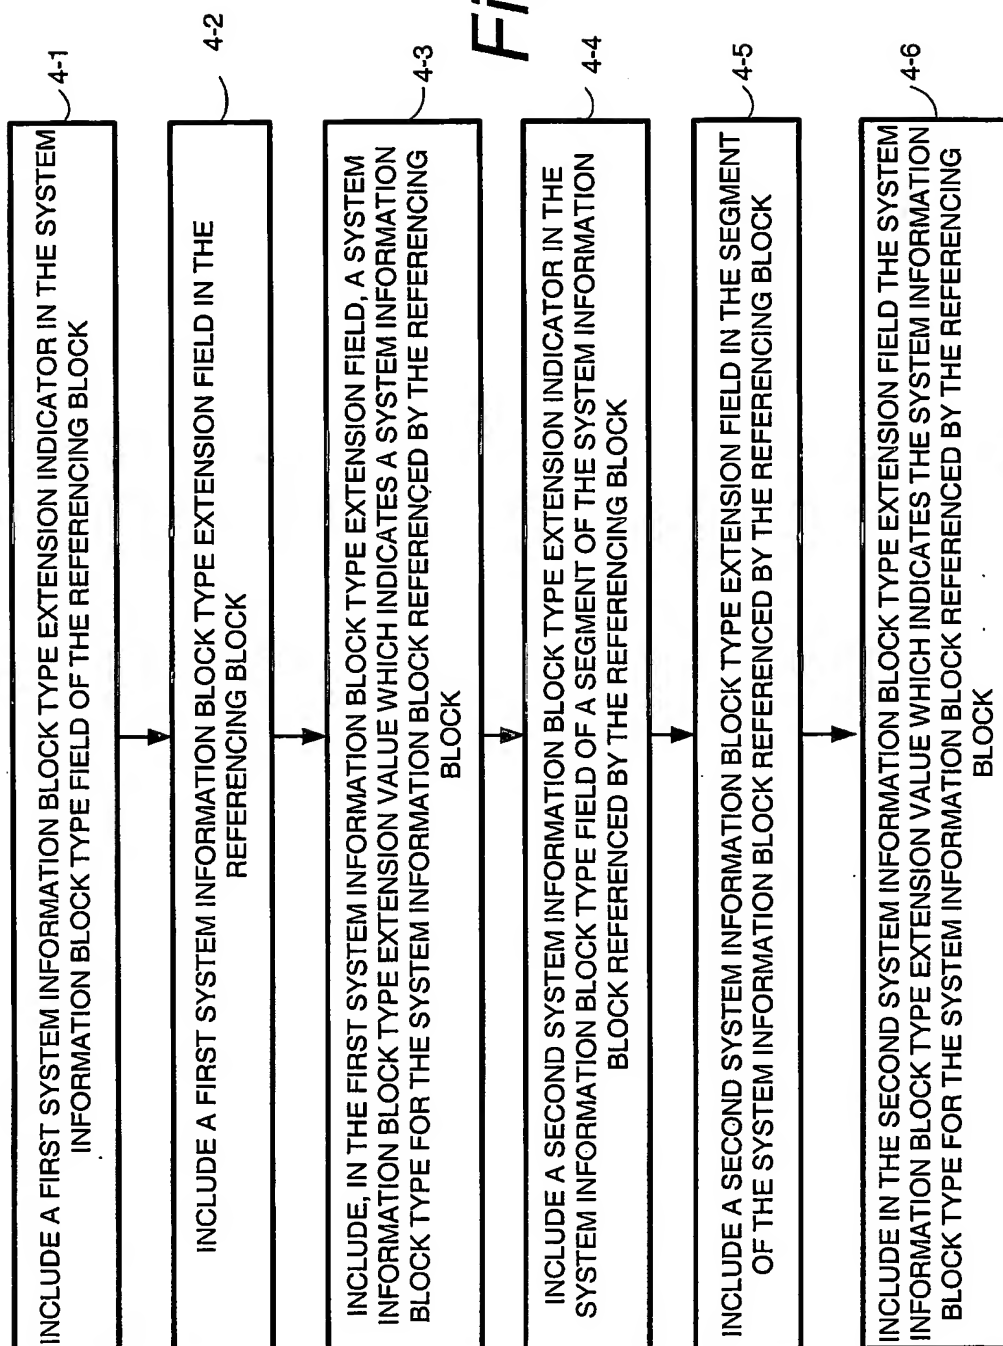 Fi
4-1
INCLUDE A FIRST SYSTEM INFORMATION BLOCK TYPE EXTENSION INDICATOR IN THE SYSTEM
INFORMATION BLOCK TYPE FIELD OF THE REFERENCING BLOCK
4-2
INCLUDE A FIRST SYSTEM INFORMATION BLOCK TYPE EXTENSION FIELD IN THE
REFERENCING BLOCK
4-3
INCLUDE, IN THE FIRST SYSTEM INFORMATION BLOCK TYPE EXTENSION FIELD, A SYSTEM
INFORMATION BLOCK TYPE EXTENSION VALUE WHICH INDICATES A SYSTEM INFORMATION
BLOCK TYPE FOR THE SYSTEM INFORMATION BLOCK REFERENCED BY THE REFERENCING
BLOCK
4-4
INCLUDE A SECOND SYSTEM INFORMATION BLOCK TYPE EXTENSION INDICATOR IN THE
SYSTEM INFORMATION BLOCK TYPE FIELD OF A SEGMENT OF THE SYSTEM INFORMATION
BLOCK REFERENCED BY THE REFERENCING BLOCK
4-5
INCLUDE A SECOND SYSTEM INFORMATION BLOCK TYPE EXTENSION FIELD IN THE SEGMENT
OF THE SYSTEM INFORMATION BLOCK REFERENCED BY THE REFERENCING BLOCK
4-6
INCLUDE IN THE SECOND SYSTEM INFORMATION BLOCK TYPE EXTENSION FIELD THE SYSTEM
INFORMATION BLOCK TYPE EXTENSION VALUE WHICH INDICATES THE SYSTEM INFORMATION
BLOCK TYPE FOR THE SYSTEM INFORMATION BLOCK REFERENCED BY THE REFERENCING
BLOCK